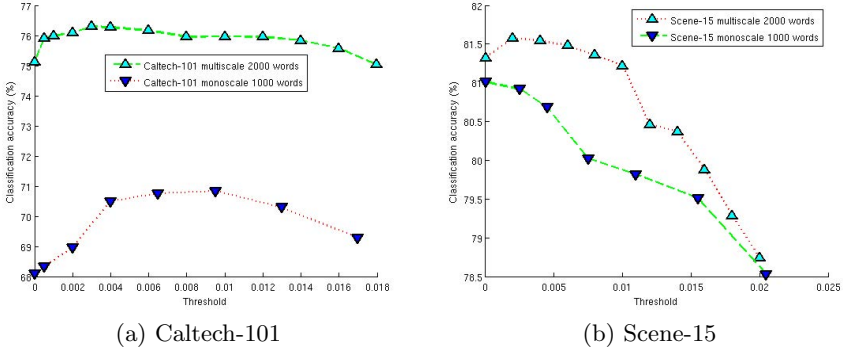 77
76
75
74
73
72
71
70
69
68
Classification accuracy (%)
Caltech-101 multiscale 2000 words
Caltech-101 monoscale 1000 words
0 0.002 0.004 0.006 0.008 0.01 0.012 0.014 0.016 0.018
Threshold
(a) Caltech-101
82
81.5
81
80.5
80
79.5
79
78.5
Classification accuracy (%)
Scene-15 multiscale 2000 words
Scene-15 monoscale 1000 words
0 0.005 0.01 0.015 0.02 0.025
Threshold
(b) Scene-15